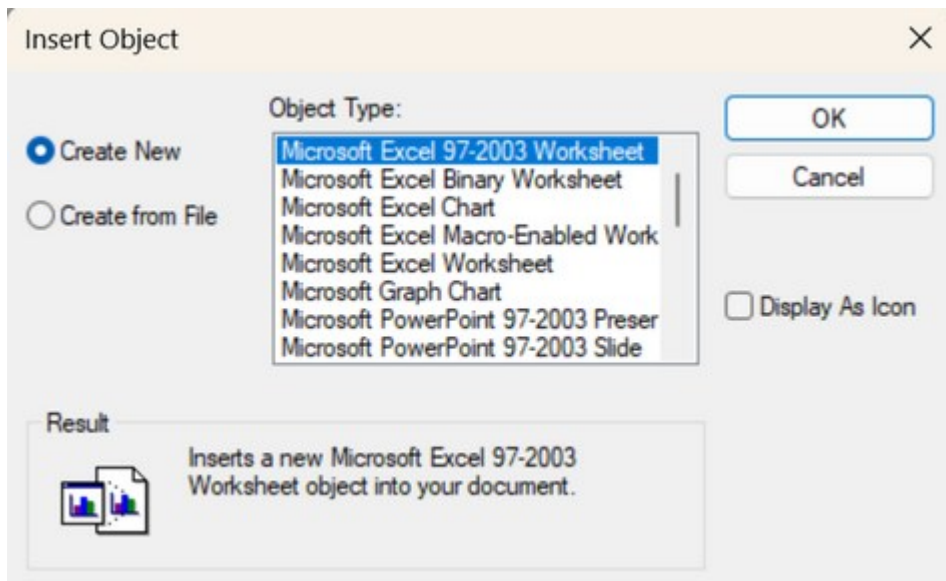 Insert Object
Object Type:
Create New
Create from File
Microsoft Excel 97-2003 Worksheet
Microsoft Excel Binary Worksheet
Microsoft Excel Chart
Microsoft Excel Macro-Enabled Work
Microsoft Excel Worksheet
Microsoft Graph Chart
Microsoft PowerPoint 97-2003 Preser
Microsoft PowerPoint 97-2003 Slide
OK
Cancel
Display As Icon
Result
Inserts a new Microsoft Excel 97-2003
Worksheet object into your document.